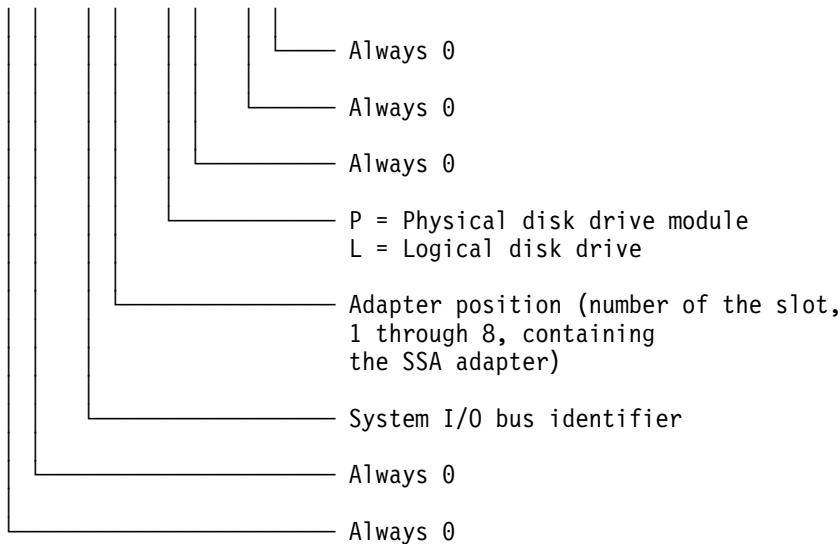 Always 0
Always 0
Always 0
P = Physical disk drive module
L = Logical disk drive
Adapter position (number of the slot,
1 through 8, containing
the SSA adapter)
System I/O bus identifier
Always 0
Always 0